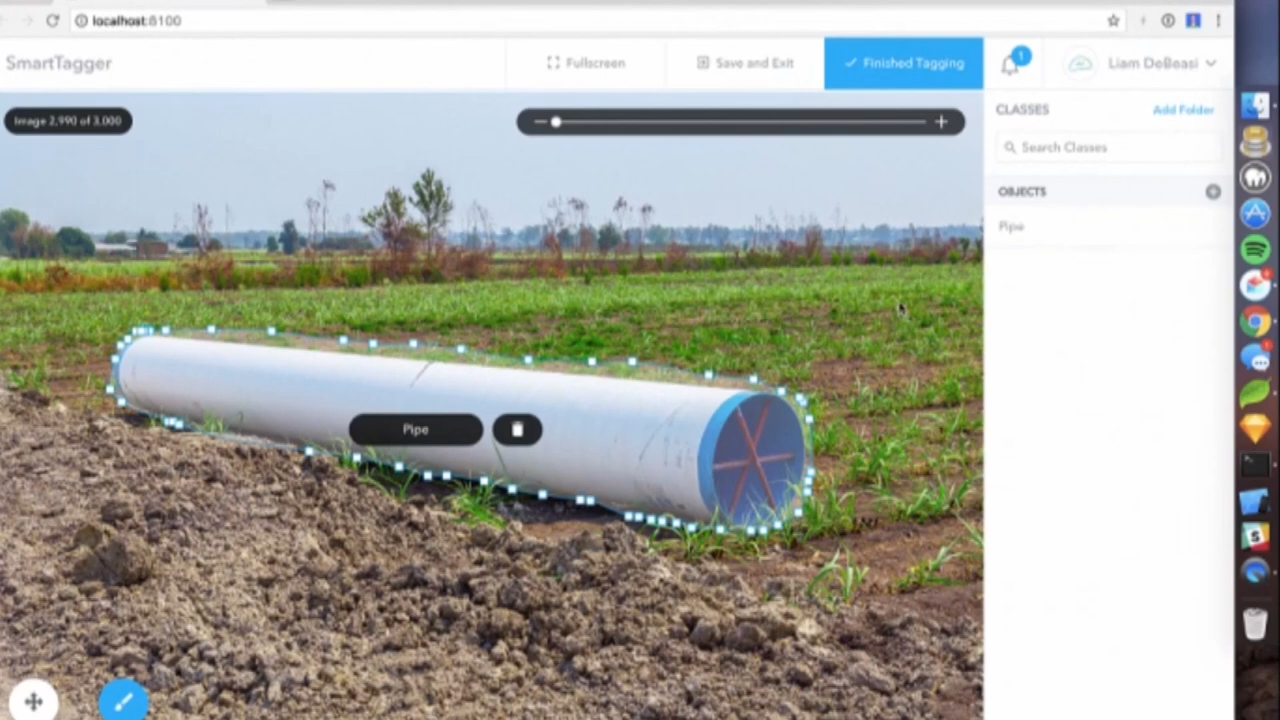 localhost:8100
SmartTagger
Fullscreen
Save and Exit
Finished Tagging
1
Liam DeBeasi
Image 2,990 of 3,000
CLASSES
Add Folder
Search Classes
OBJECTS
Pipe
Pipe